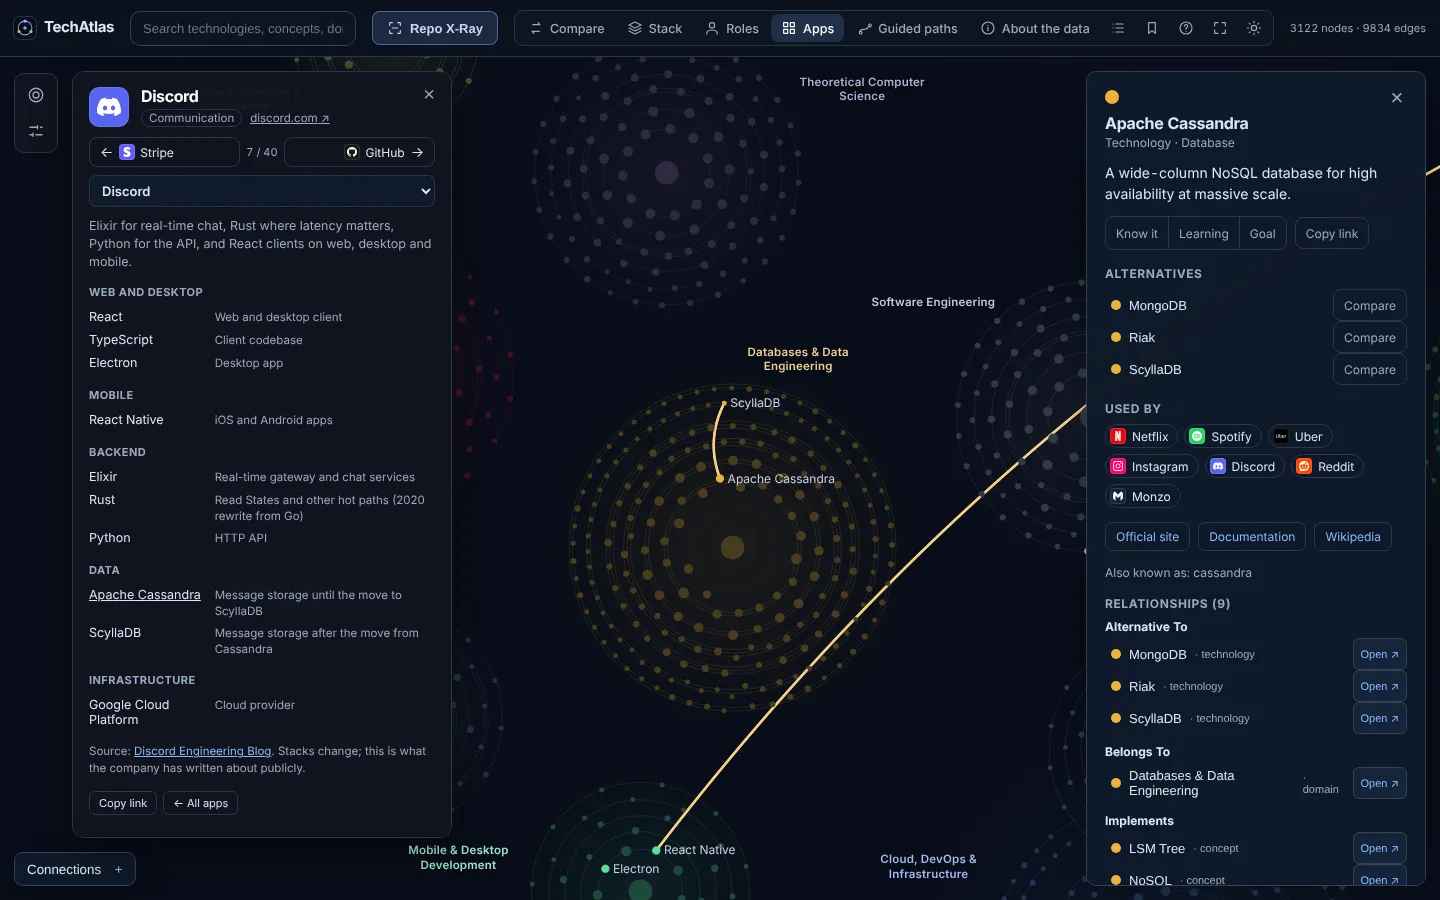 TechAtlas
Search technologies, concepts, do
Repo X-Ray
Compare
Stack
Roles
Apps
Guided paths
About the data
3122 nodes · 9834 edges
Discord
Communication
discord.com ↗
← Stripe
7 / 40
GitHub →
Discord
Elixir for real-time chat, Rust where latency matters,
Python for the API, and React clients on web, desktop and
mobile.
WEB AND DESKTOP
React Web and desktop client
TypeScript Client codebase
Electron Desktop app
MOBILE
React Native iOS and Android apps
BACKEND
Elixir Real-time gateway and chat services
Rust Read States and other hot paths (2020
rewrite from Go)
Python HTTP API
DATA
Apache Cassandra Message storage until the move to
ScyllaDB
ScyllaDB Message storage after the move from
Cassandra
INFRASTRUCTURE
Google Cloud Cloud provider
Platform
Source: Discord Engineering Blog. Stacks change; this is what
the company has written about publicly.
Copy link
← All apps
Connections +
Theoretical Computer
Science
Software Engineering
Databases & Data
Engineering
ScyllaDB
Apache Cassandra
React Native
Electron
Mobile & Desktop
Development
Cloud, DevOps &
Infrastructure
Apache Cassandra
Technology · Database
A wide-column NoSQL database for high
availability at massive scale.
Know it
Learning
Goal
Copy link
ALTERNATIVES
MongoDB Compare
Riak Compare
ScyllaDB Compare
USED BY
Netflix
Spotify
Uber
Instagram
Discord
Reddit
Monzo
Official site
Documentation
Wikipedia
Also known as: cassandra
RELATIONSHIPS (9)
Alternative To
MongoDB · technology Open ↗
Riak · technology Open ↗
ScyllaDB · technology Open ↗
Belongs To
Databases & Data
Engineering · domain Open ↗
Implements
LSM Tree · concept Open ↗
NoSQL · concept Open ↗